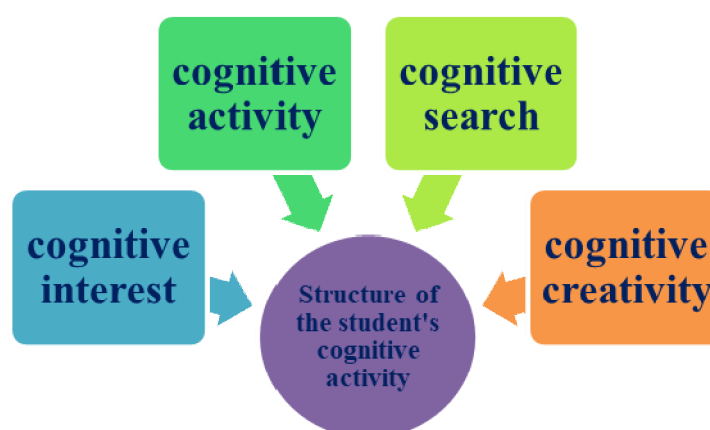 cognitive
activity
cognitive
search
cognitive
interest
cognitive
creativity
Structure of
the student's
cognitive
activity